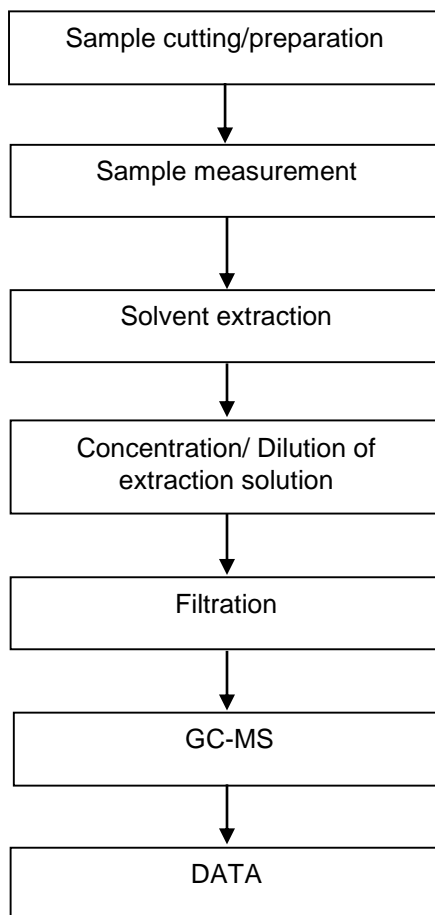 Sample cutting/preparation
Sample measurement
Solvent extraction
Concentration/ Dilution of
extraction solution
Filtration
GC-MS
DATA